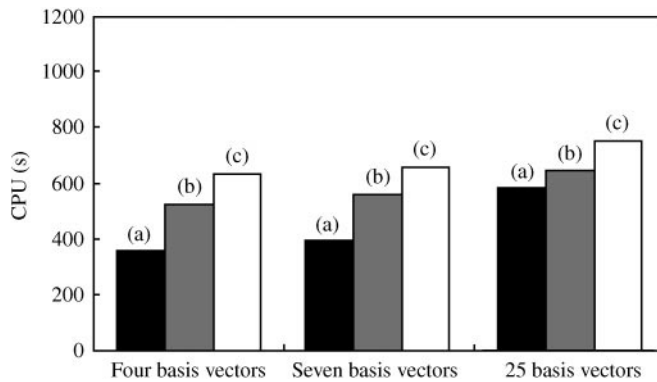 1200
1000
800
600
400
200
0
CPU (s)
(a)
(b)
(c)
(a)
(b)
(c)
(a)
(b)
(c)
Four basis vectors
Seven basis vectors
25 basis vectors